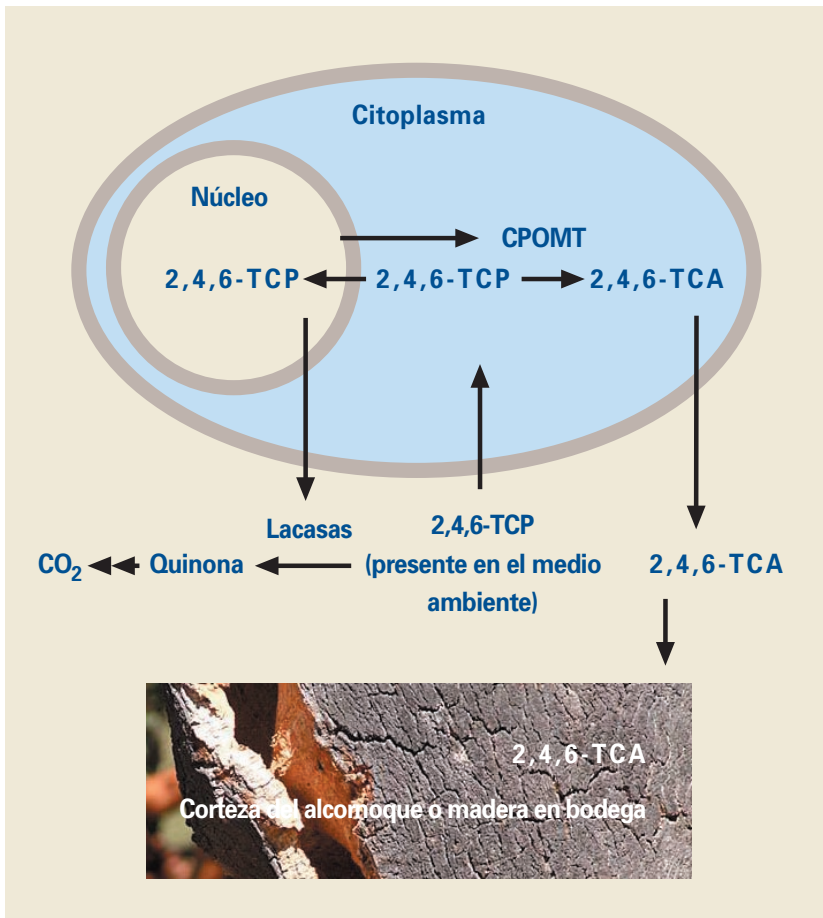 Citoplasma
Núcleo
CPOMT
2,4,6-TCP
2,4,6-TCP
2,4,6-TCA
Lacasas
2,4,6-TCP
CO₂
Quinona
(presente en el medio
2,4,6-TCA
ambiente)
2,4,6-TCA
Corteza del alcornoque o madera en bodega